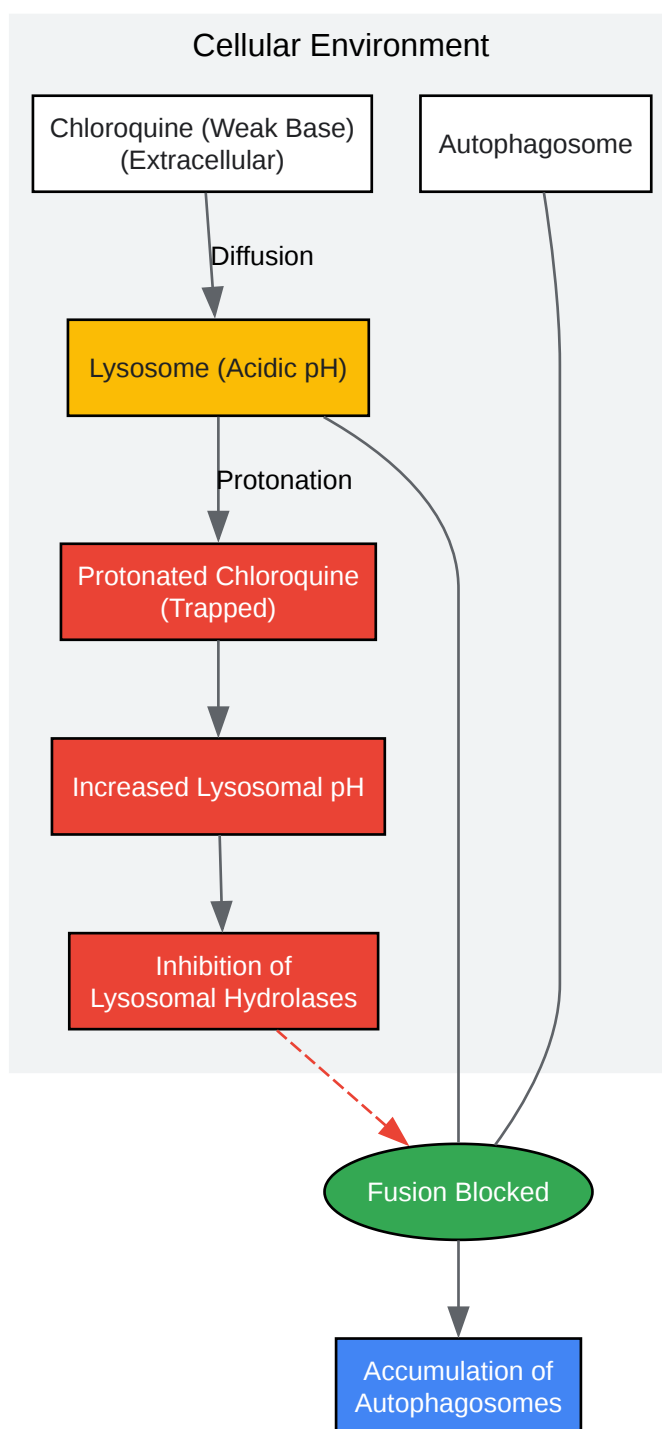 Cellular Environment
Chloroquine (Weak Base)
(Extracellular)
Autophagosome
Diffusion
Lysosome (Acidic pH)
Protonation
Protonated Chloroquine
(Trapped)
Increased Lysosomal pH
Inhibition of
Lysosomal Hydrolases
Fusion Blocked
Accumulation of
Autophagosomes